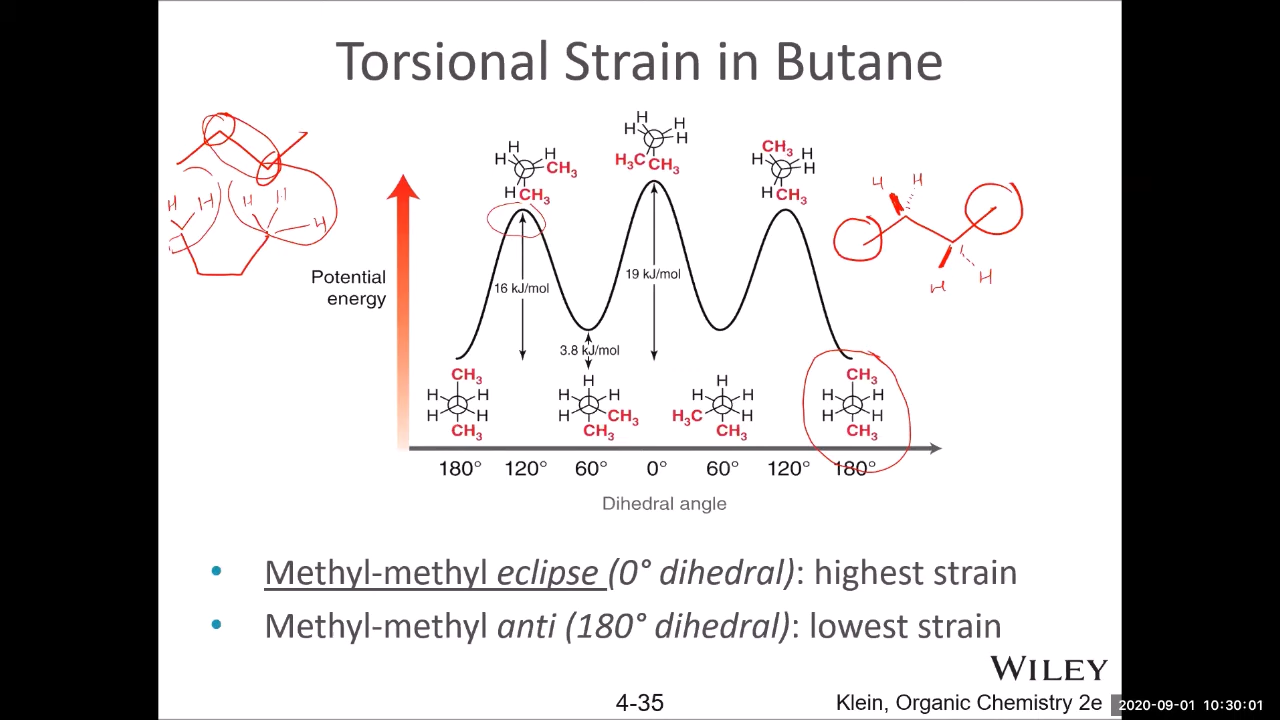 Torsional Strain in Butane
H H H CH₃ H CH₃
H H H H₃C CH₃
CH₃ H H H H CH₃
H H H H
H H
H H H
Potential
energy
16 kJ/mol
19 kJ/mol
3.8 kJ/mol
CH₃ H H H H CH₃
H H H H CH₃ CH₃
H H H H H₃C CH₃
CH₃ H H H H CH₃
180° 120° 60° 0° 60° 120° 180°
Dihedral angle
• Methyl-methyl eclipse (0° dihedral): highest strain
• Methyl-methyl anti (180° dihedral): lowest strain
WILEY
4-35
Klein, Organic Chemistry 2e
2020-09-01 10:30:01